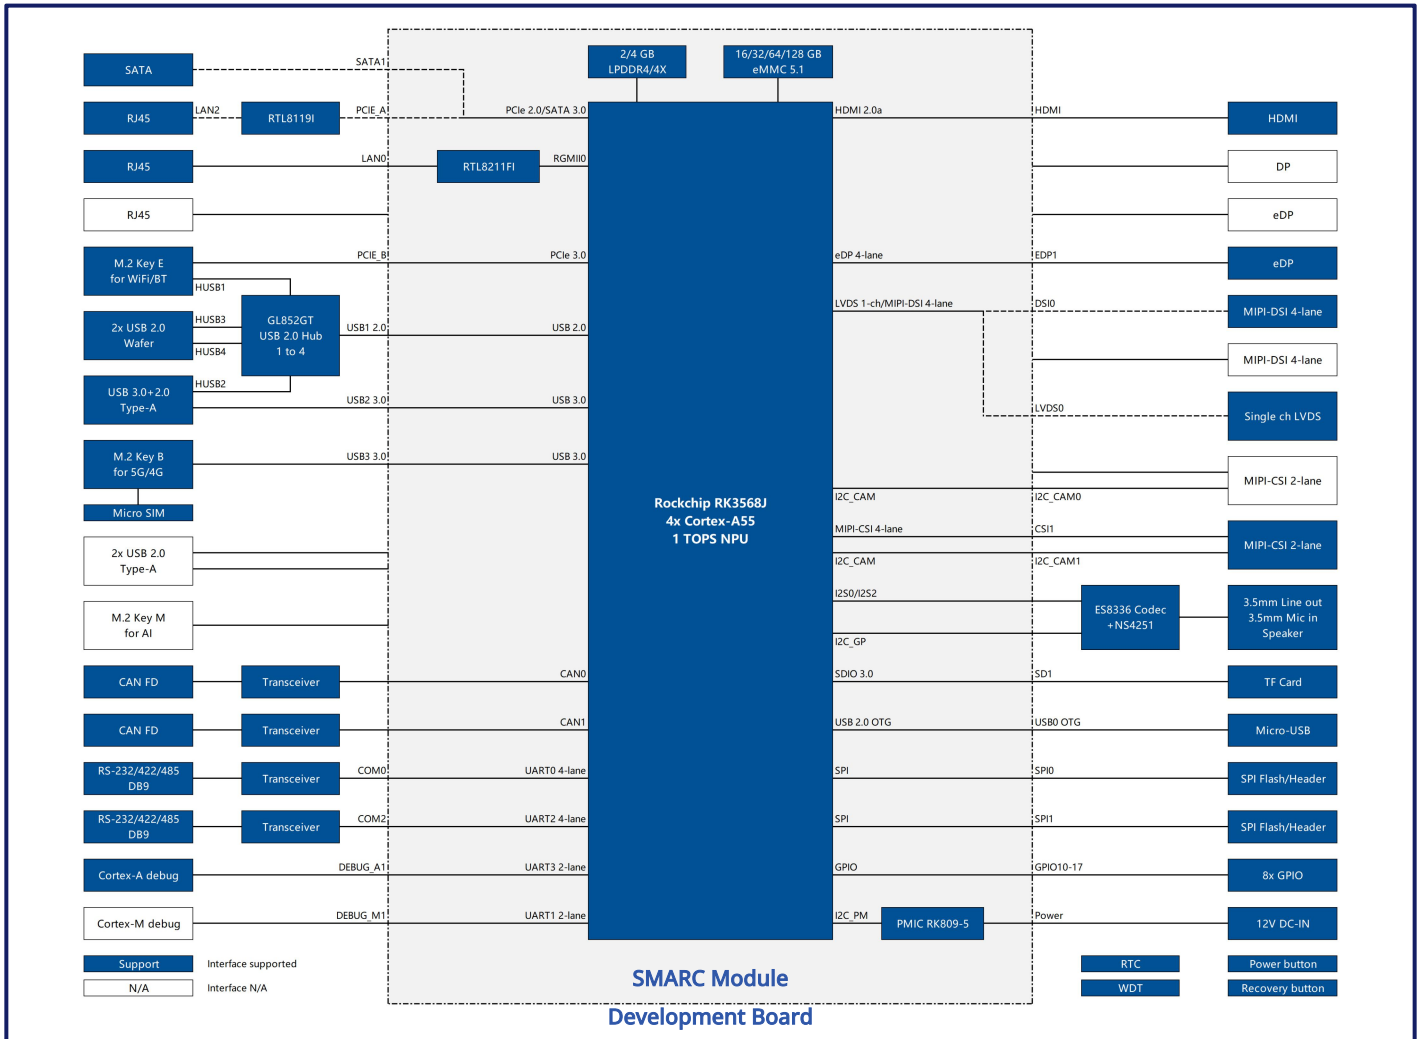 2/4 GB
LPDDR4/4X
16/32/64/128 GB
eMMC 5.1
SATA
SATA1
RJ45
LAN2
RTL8119I
PCIE_A
PCIe 2.0/SATA 3.0
HDMI 2.0a
HDMI
HDMI
RJ45
LAN0
RTL8211FI
RGMII0
DP
RJ45
eDP
M.2 Key E
for WiFi/BT
PCIE_B
PCIe 3.0
eDP 4-lane
EDP1
eDP
HUSB1
2x USB 2.0
Wafer
HUSB3
HUSB4
GL852GT
USB 2.0 Hub
1 to 4
USB1 2.0
USB 2.0
LVDS 1-ch/MIPI-DSI 4-lane
DSI0
MIPI-DSI 4-lane
MIPI-DSI 4-lane
USB 3.0+2.0
Type-A
HUSB2
USB2 3.0
USB 3.0
LVDS0
Single ch LVDS
M.2 Key B
for 5G/4G
USB3 3.0
USB 3.0
Micro SIM
MIPI-CSI 2-lane
I2C_CAM
I2C_CAM0
Rockchip RK3568J
4x Cortex-A55
1 TOPS NPU
MIPI-CSI 4-lane
CSI1
MIPI-CSI 2-lane
I2C_CAM
I2C_CAM1
2x USB 2.0
Type-A
M.2 Key M
for AI
I2S0/I2S2
I2C_GP
ES8336 Codec
+NS4251
3.5mm Line out
3.5mm Mic in
Speaker
CAN FD
Transceiver
CAN0
SDIO 3.0
SD1
TF Card
CAN FD
Transceiver
CAN1
USB 2.0 OTG
USB0 OTG
Micro-USB
RS-232/422/485
DB9
Transceiver
COM0
UART0 4-lane
SPI
SPI0
SPI Flash/Header
RS-232/422/485
DB9
Transceiver
COM2
UART2 4-lane
SPI
SPI1
SPI Flash/Header
Cortex-A debug
DEBUG_A1
UART3 2-lane
GPIO
GPIO10-17
8x GPIO
Cortex-M debug
DEBUG_M1
UART1 2-lane
I2C_PM
PMIC RK809-5
Power
12V DC-IN
Support
Interface supported
N/A
Interface N/A
SMARC Module
Development Board
RTC
WDT
Power button
Recovery button